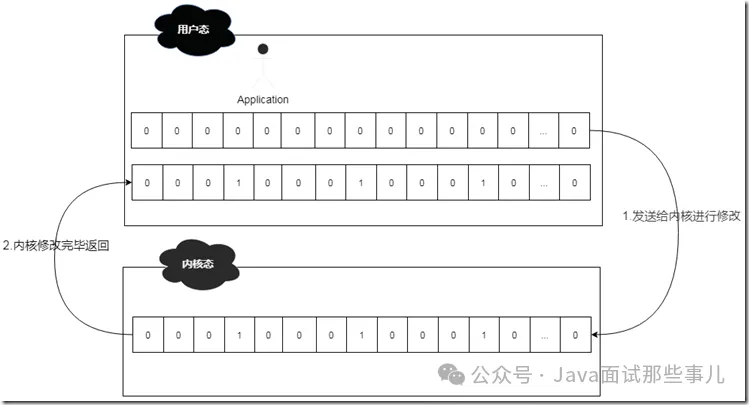 用户态
Application
0 0 0 0 0 0 0 0 0 0 0 0 0 ... 0
0 0 0 1 0 0 0 1 0 0 0 1 0 ... 0
1.发送给内核进行修改
2.内核修改完毕返回
内核态
0 0 0 1 0 0 0 1 0 0 0 1 0 ... 0
公众号·Java面试那些事儿